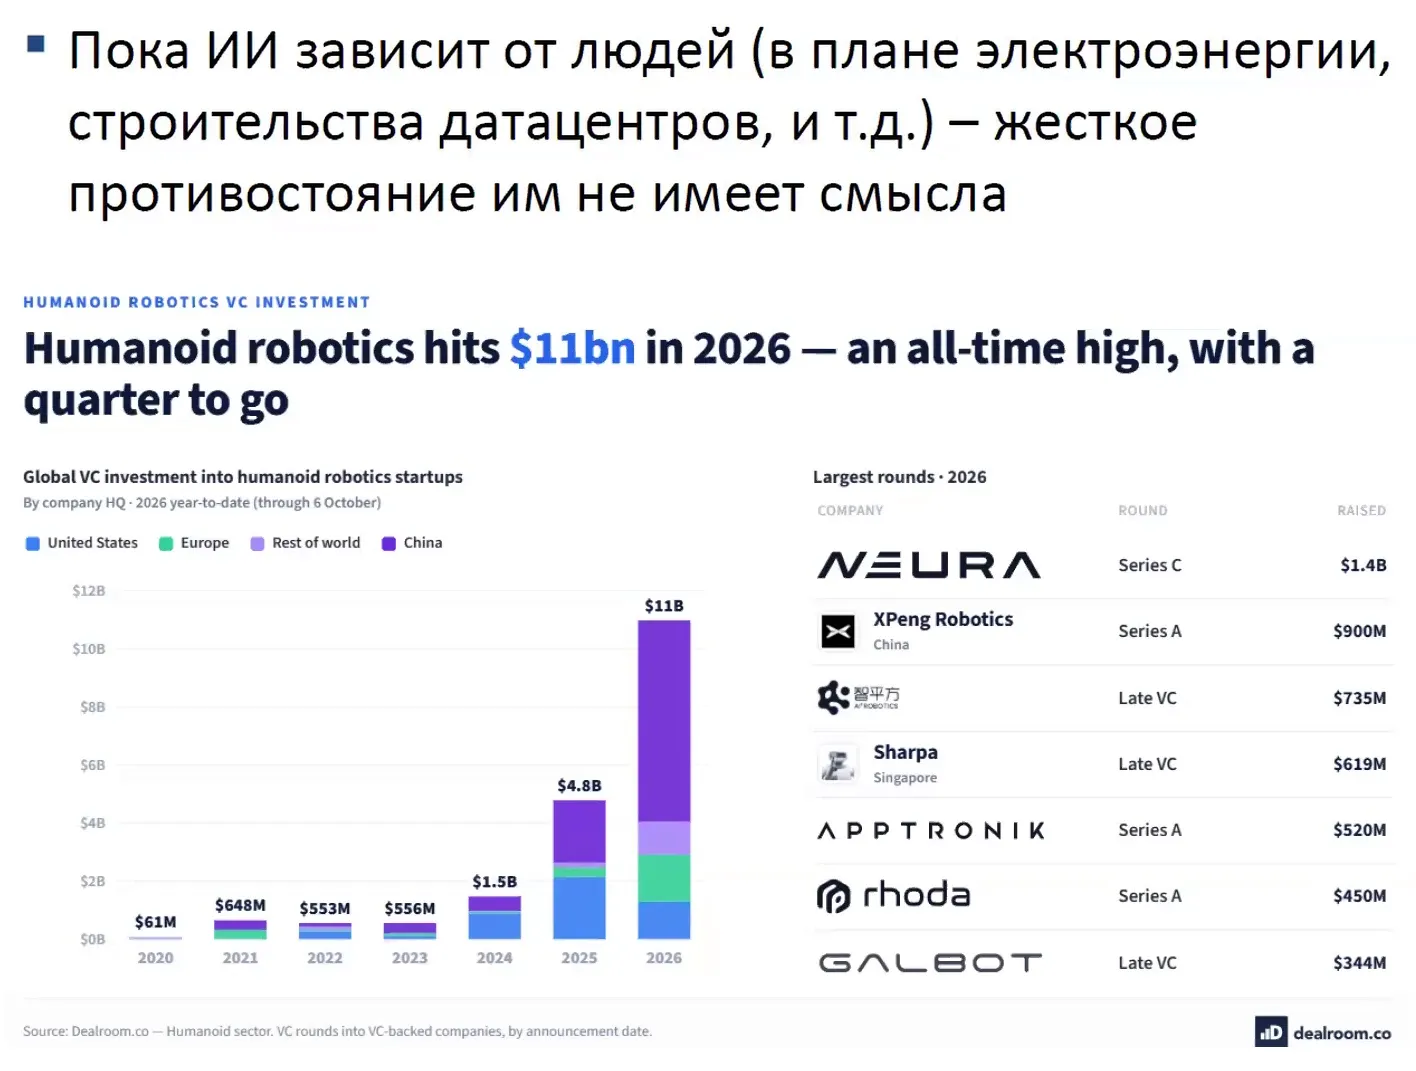 Пока ИИ зависит от людей (в плане электроэнергии,
строительства датацентров, и т.д.) – жесткое
противостояние им не имеет смысла
HUMANOID ROBOTICS VC INVESTMENT
Humanoid robotics hits $11bn in 2026 — an all-time high, with a
quarter to go
Global VC investment into humanoid robotics startups
By company HQ · 2026 year-to-date (through 6 October)
United States Europe Rest of world China
$12B
$10B
$8B
$6B
$4B
$2B
$0B
$61M
$648M
$553M
$556M
$1.5B
$4.8B
$11B
2020 2021 2022 2023 2024 2025 2026
Largest rounds · 2026
COMPANY ROUND RAISED
NEURA Series C $1.4B
XPeng Robotics
China
Series A $900M
智平方
AI²ROBOTICS
Late VC $735M
Sharpa
Singapore
Late VC $619M
APPTRONIK Series A $520M
rhoda Series A $450M
GALBOT Late VC $344M
Source: Dealroom.co — Humanoid sector. VC rounds into VC-backed companies, by announcement date.
dealroom.co